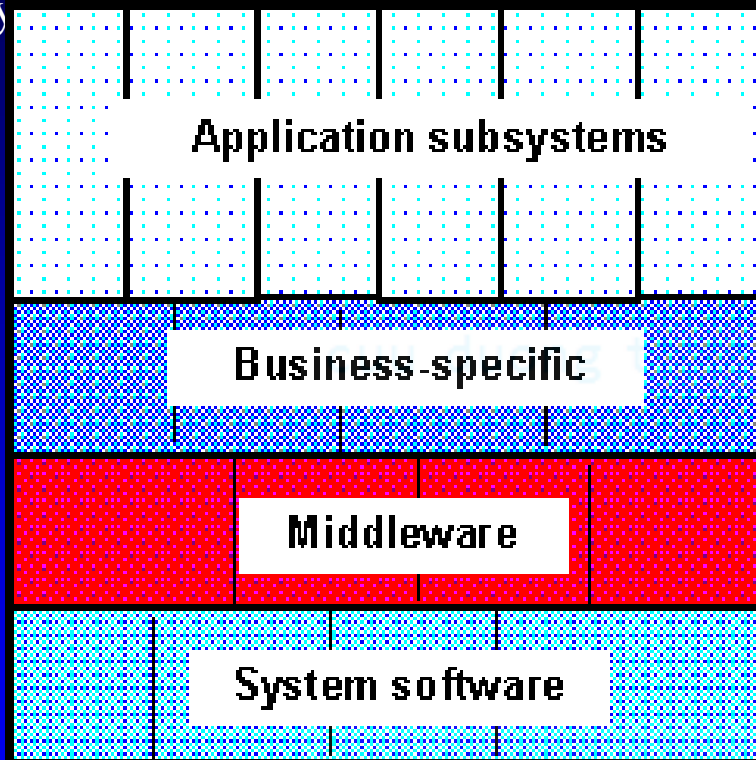 Application subsystems
Business-specific
Middleware
System software